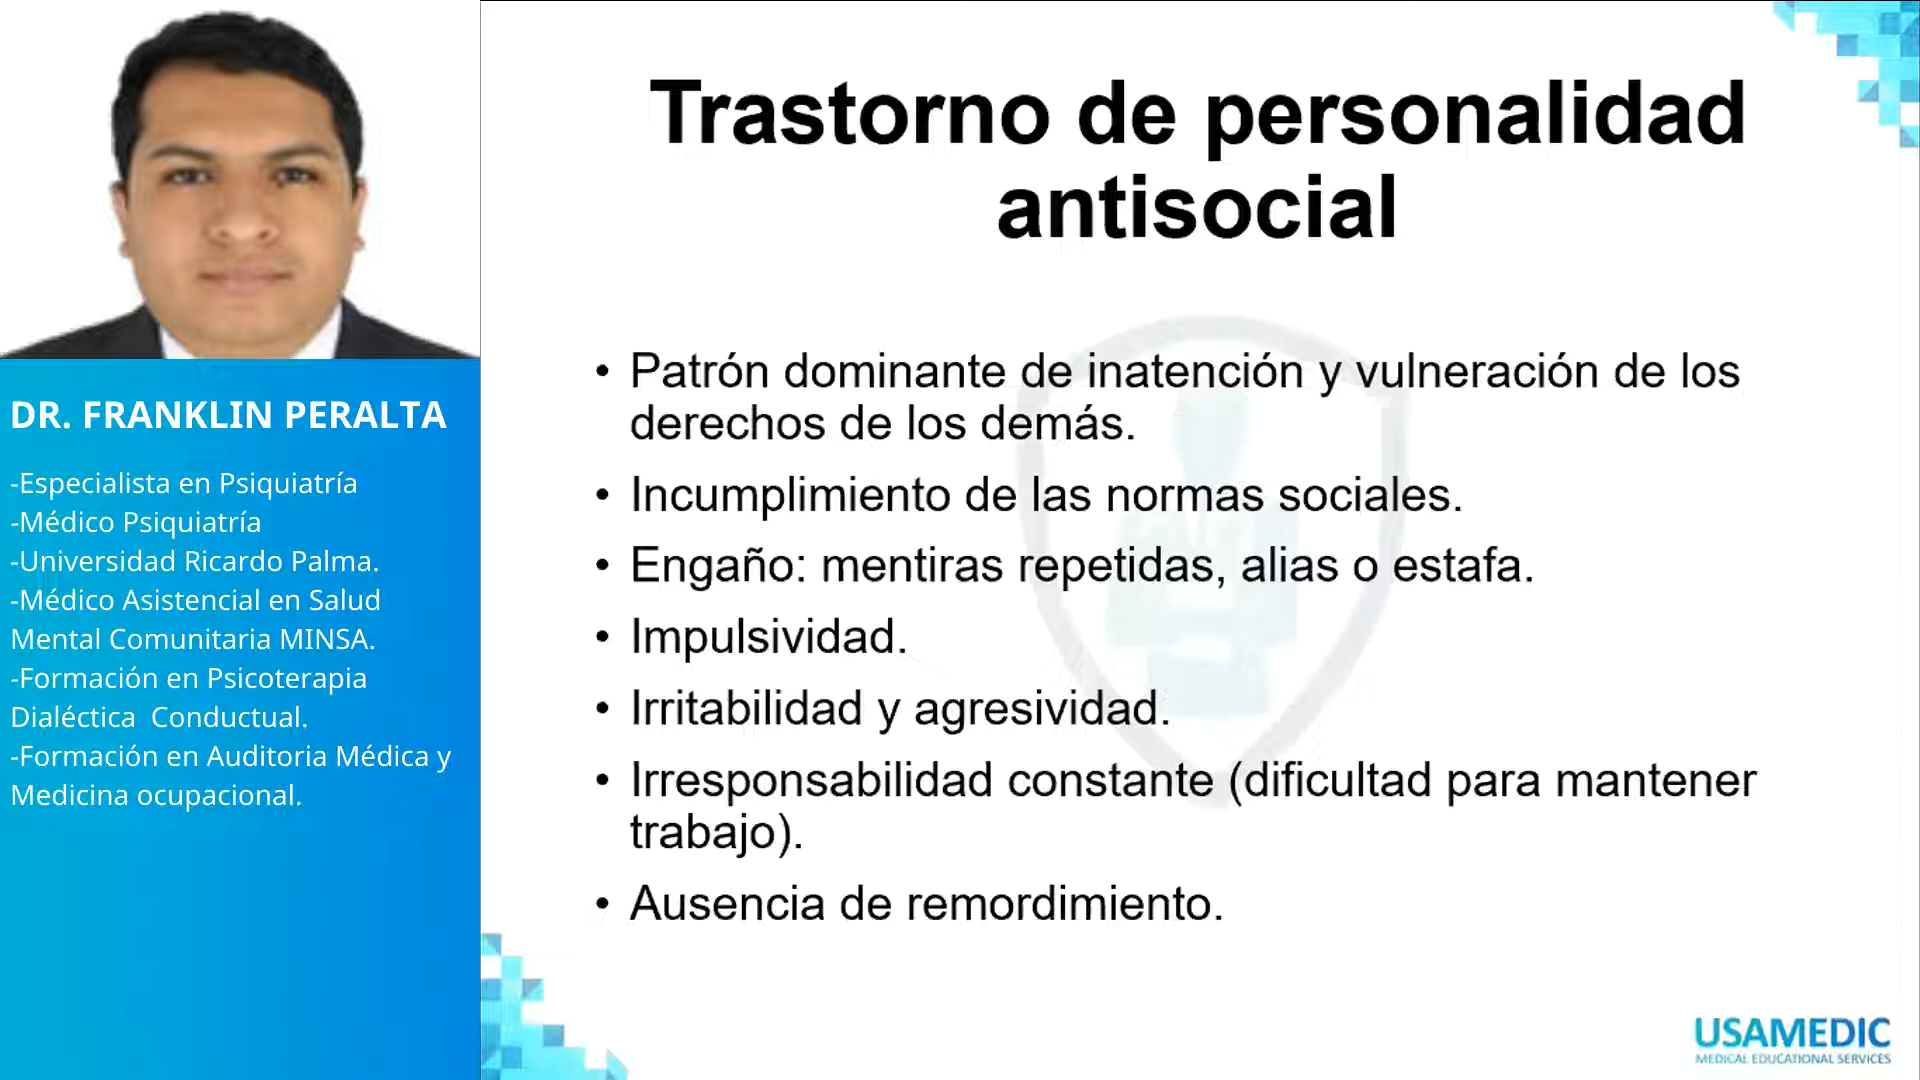 DR. FRANKLIN PERALTA
-Especialista en Psiquiatría
-Médico Psiquiatría
-Universidad Ricardo Palma.
-Médico Asistencial en Salud
Mental Comunitaria MINSA.
-Formación en Psicoterapia
Dialéctica  Conductual.
-Formación en Auditoria Médica y
Medicina ocupacional.
Trastorno de personalidad
antisocial
• Patrón dominante de inatención y vulneración de los
derechos de los demás.
• Incumplimiento de las normas sociales.
• Engaño: mentiras repetidas, alias o estafa.
• Impulsividad.
• Irritabilidad y agresividad.
• Irresponsabilidad constante (dificultad para mantener
trabajo).
• Ausencia de remordimiento.
USAMEDIC
MEDICAL EDUCATIONAL SERVICES